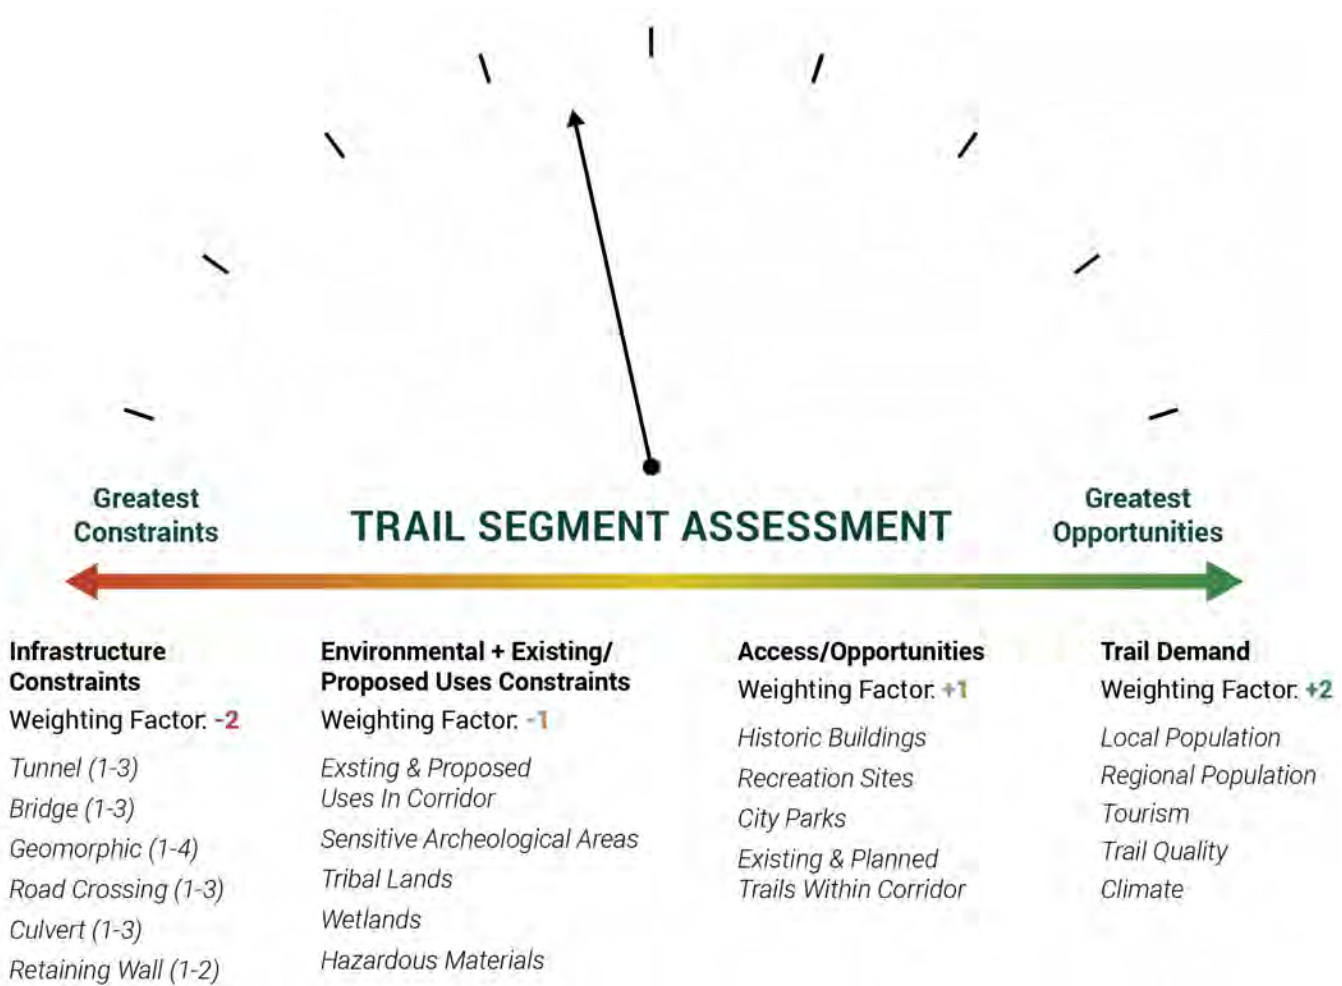 Greatest
Constraints
TRAIL SEGMENT ASSESSMENT
Greatest
Opportunities
Infrastructure
Constraints
Weighting Factor: -2
Tunnel (1-3)
Bridge (1-3)
Geomorphic (1-4)
Road Crossing (1-3)
Culvert (1-3)
Retaining Wall (1-2)
Environmental + Existing/
Proposed Uses Constraints
Weighting Factor: -1
Exsting & Proposed
Uses In Corridor
Sensitive Archeological Areas
Tribal Lands
Wetlands
Hazardous Materials
Access/Opportunities
Weighting Factor: +1
Historic Buildings
Recreation Sites
City Parks
Existing & Planned
Trails Within Corridor
Trail Demand
Weighting Factor: +2
Local Population
Regional Population
Tourism
Trail Quality
Climate